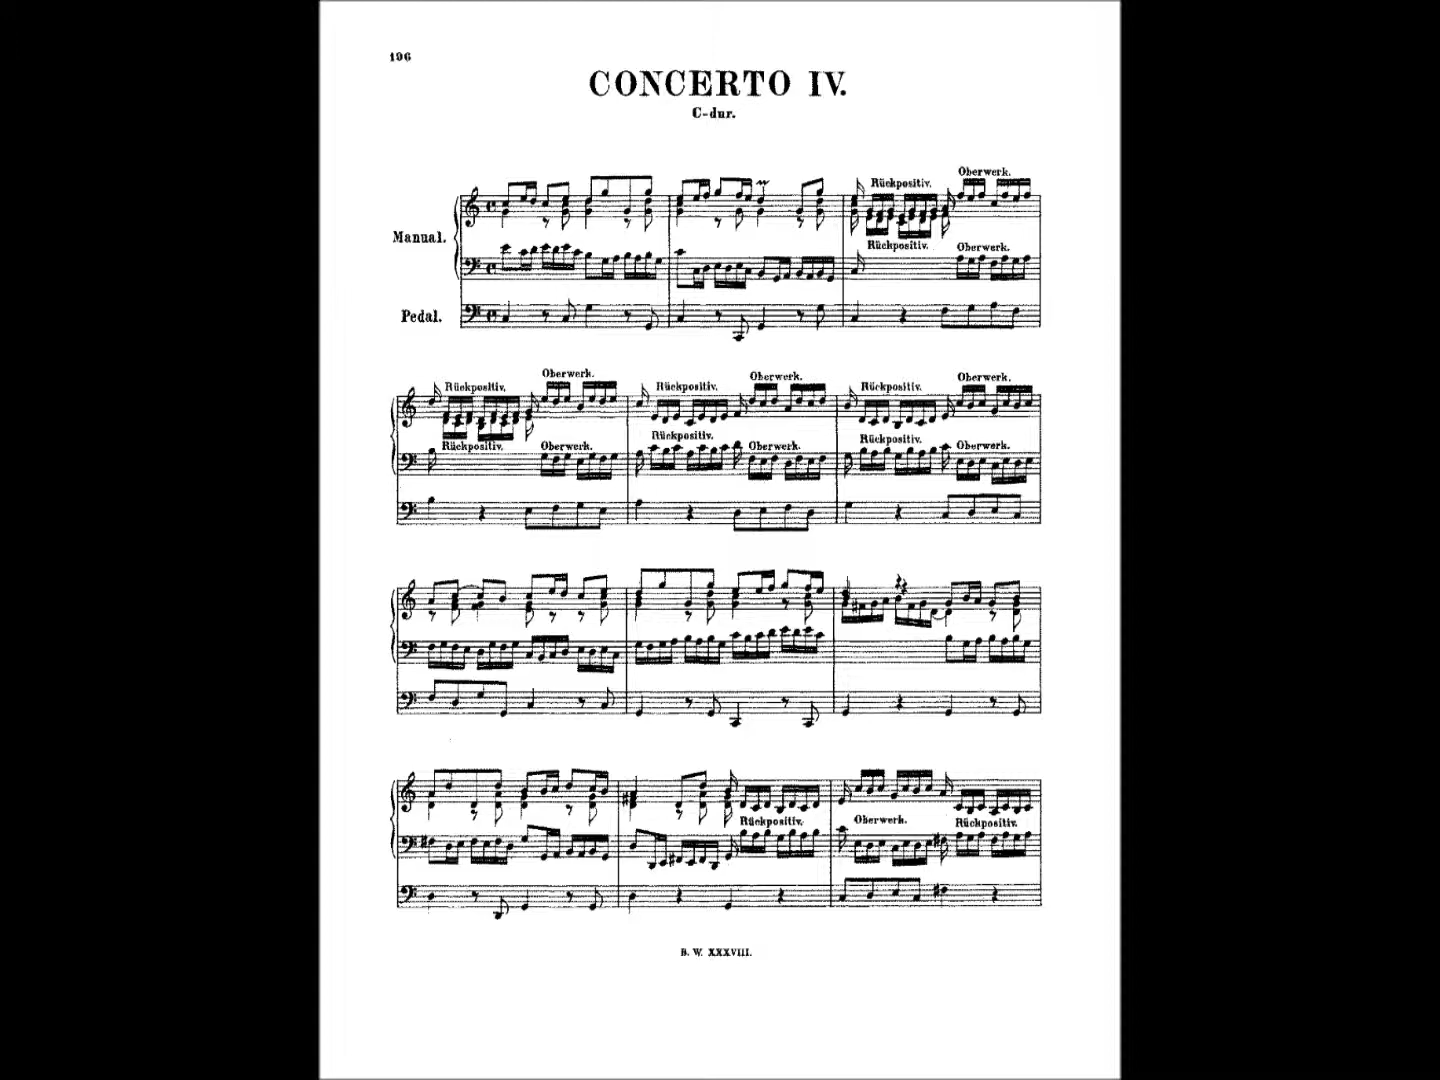 196
CONCERTO IV.
C-dur.
Oberwerk.
Rückpositiv.
Manual.
Rückpositiv.
Oberwerk.
Pedal.
Rückpositiv. Oberwerk. Rückpositiv. Oberwerk. Rückpositiv. Oberwerk.
Rückpositiv. Oberwerk. Rückpositiv. Oberwerk. Rückpositiv. Oberwerk.
Rückpositiv. Oberwerk. Rückpositiv.
B. W. XXXVIII.